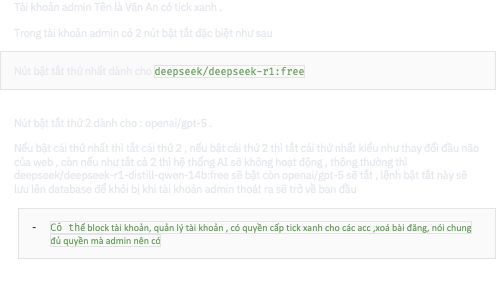 Tài khoản admin Tên là Văn An có tick xanh .
Trong tài khoản admin có 2 nút bật tắt đặc biệt như sau
Nút bật tắt thứ nhất dành cho deepseek/deepseek-r1:free
Nút bật tắt thứ 2 dành cho : openai/gpt-5 .
Nếu bật cái thứ nhất thì tắt cái thứ 2 , nếu bật cái thứ 2 thì tắt cái thứ nhất kiểu như thay đổi đầu não
của web , còn nếu như tắt cả 2 thì hệ thống AI sẽ không hoạt động , thông thường thì
deepseek/deepseek-r1-distill-qwen-14b:free sẽ bật còn openai/gpt-5 sẽ tắt , lệnh bật tắt này sẽ
lưu lên database để khỏi bị khi tài khoản admin thoát ra sẽ trở về ban đầu
- Có thể block tài khoản, quản lý tài khoản , có quyền cấp tick xanh cho các acc ,xoá bài đăng, nói chung
đủ quyền mà admin nên có